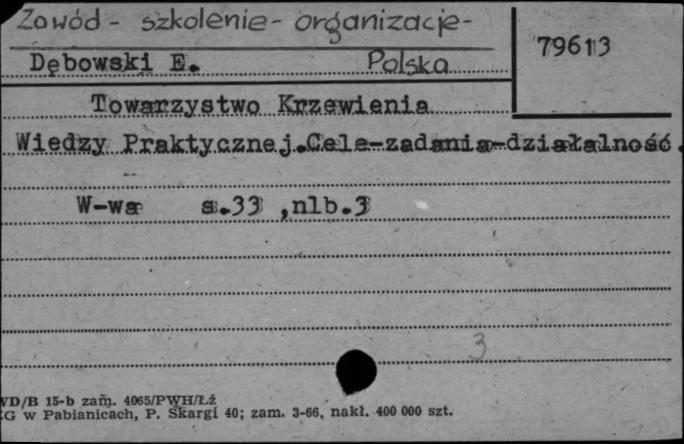 Zawód - szkolenie - organizacje -
79613
Dębowski E. Polska
Towarzystwo Krzewienia
Wiedzy Praktycznej.Cele-zadania-działalność.
W-wa s.33 ,nlb.3
3
VD/B 15-b zam. 4065/PWH/Łź
G w Pabianicach, P. Skargi 40; zam. 3-66, nakł. 400 000 szt.